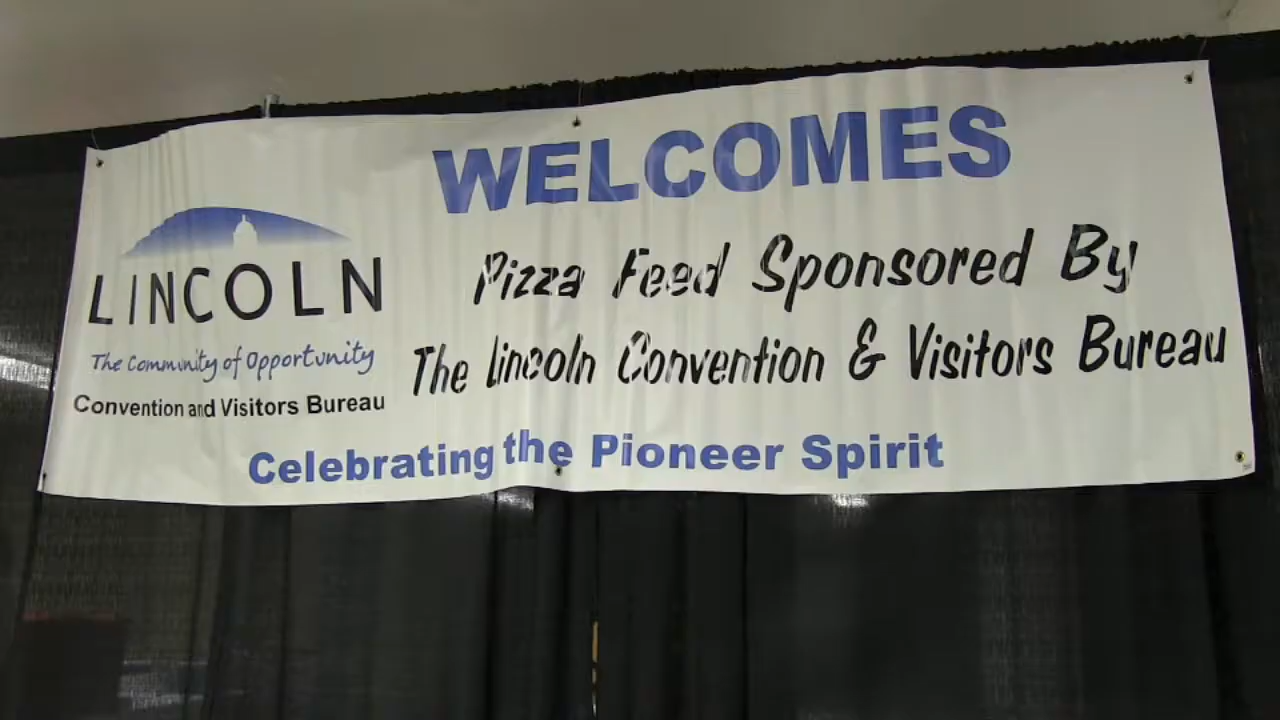 WELCOMES
LINCOLN
The Community of Opportunity
Convention and Visitors Bureau
Pizza Feed Sponsored By
The Lincoln Convention & Visitors Bureau
Celebrating the Pioneer Spirit